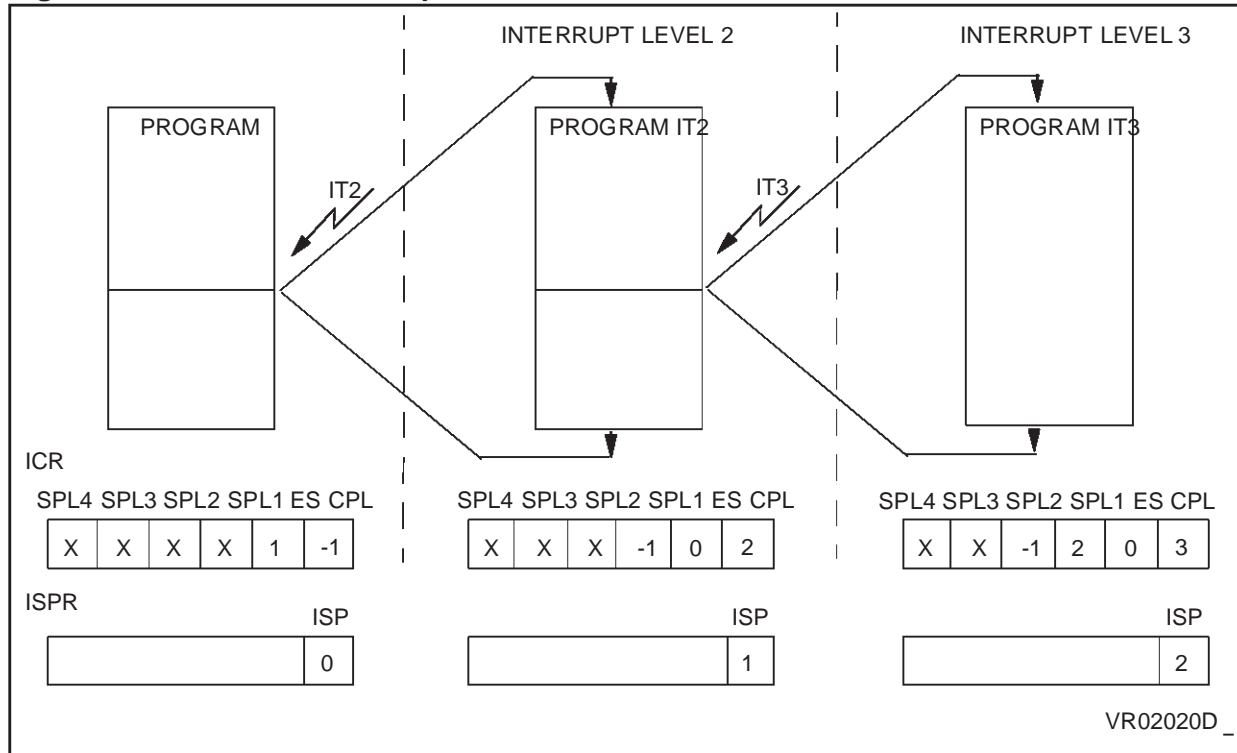 INTERRUPT LEVEL 2
INTERRUPT LEVEL 3
PROGRAM
PROGRAM IT2
PROGRAM IT3
IT2
IT3
ICR
SPL4 SPL3 SPL2 SPL1 ES CPL
X X X X 1 -1
SPL4 SPL3 SPL2 SPL1 ES CPL
X X X -1 0 2
SPL4 SPL3 SPL2 SPL1 ES CPL
X X -1 2 0 3
ISPR
ISP
0
ISP
1
ISP
2
VR02020D _